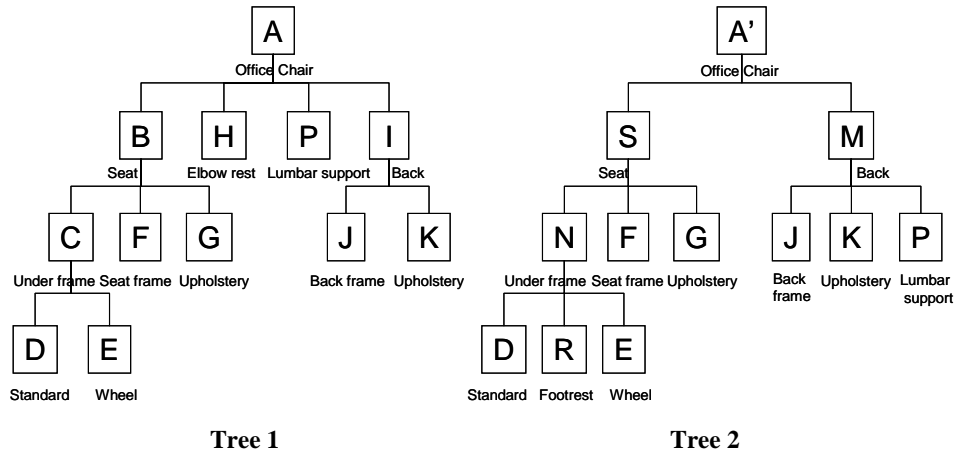 A
A’
Office Chair
Office Chair
B
H
P
I
S
M
Seat
Elbow rest
Lumbar support
Back
Seat
Back
C
F
G
J
K
N
F
G
J
K
P
Under frame
Seat frame
Upholstery
Back frame
Upholstery
Under frame
Seat frame
Upholstery
Back
frame
Upholstery
Lumbar
support
D
E
D
R
E
Standard
Wheel
Standard
Footrest
Wheel
Tree 1
Tree 2